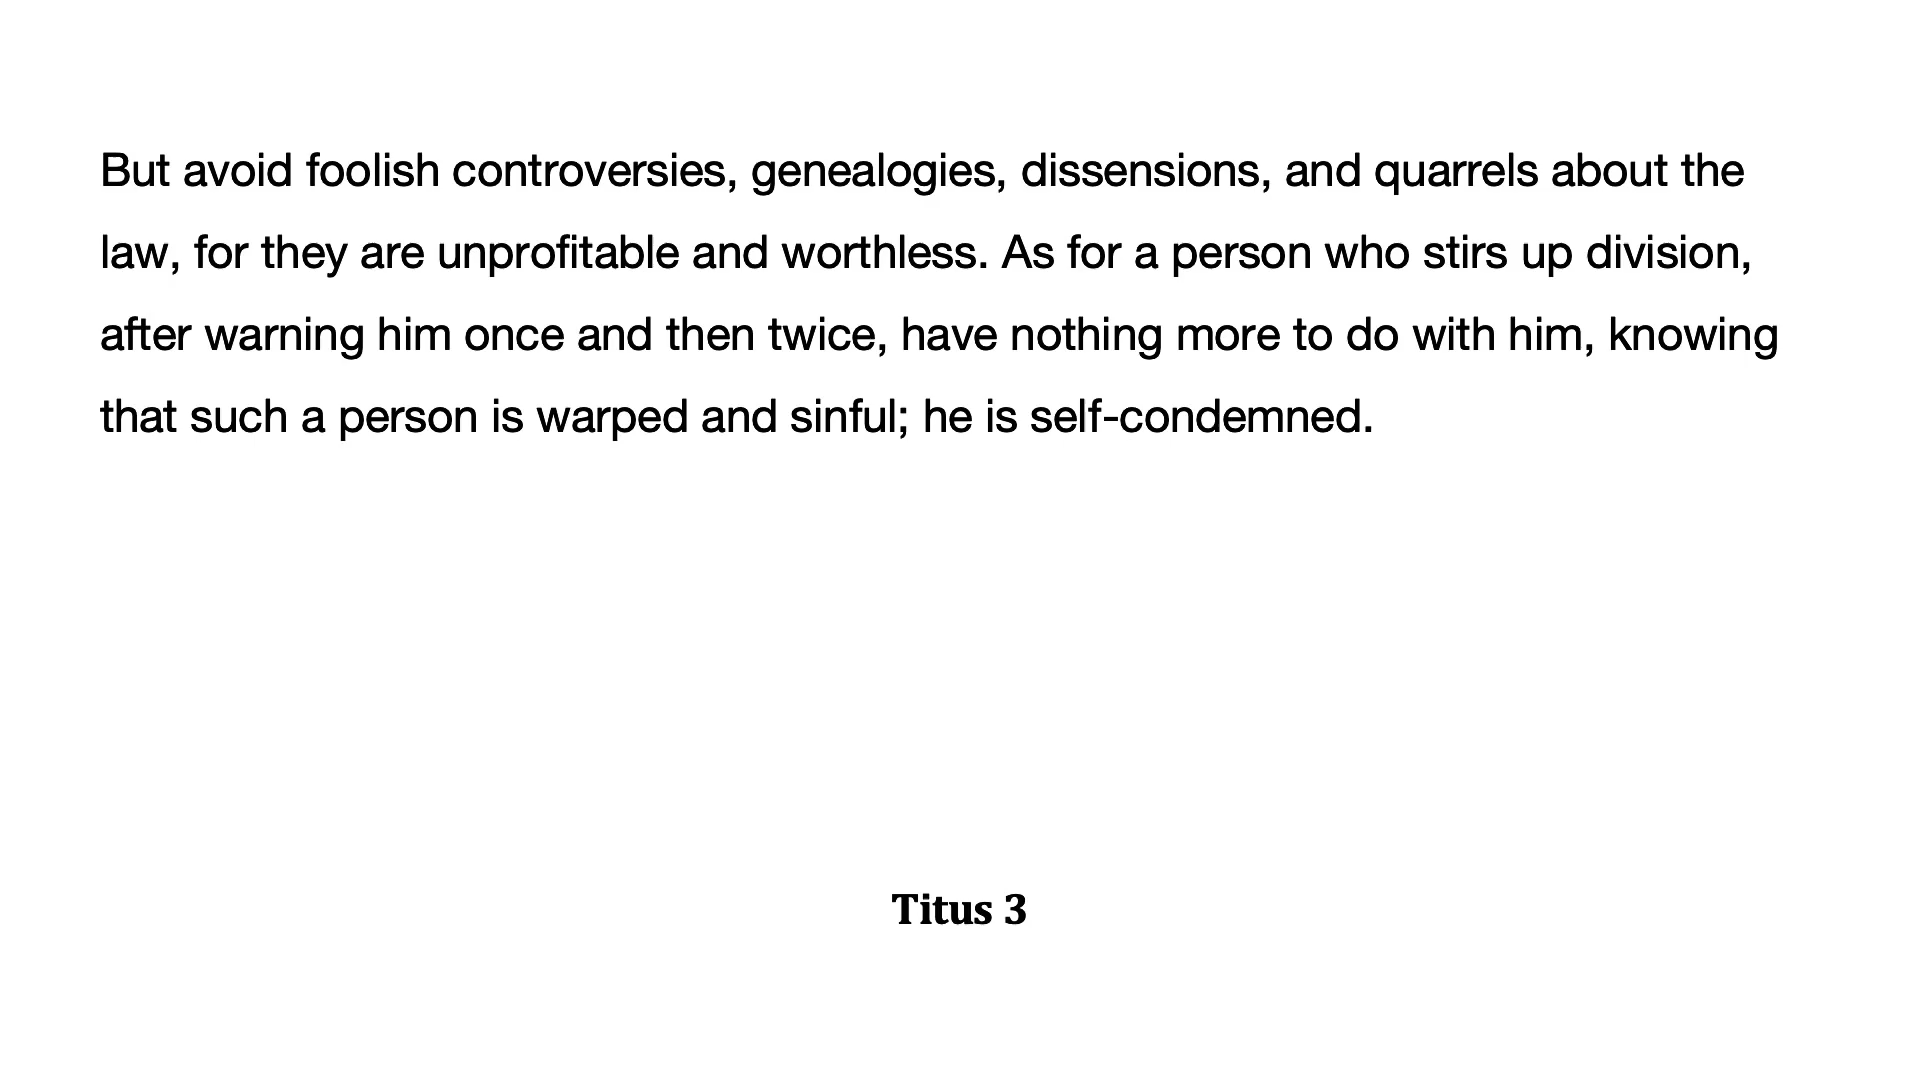 But avoid foolish controversies, genealogies, dissensions, and quarrels about the
law, for they are unprofitable and worthless. As for a person who stirs up division,
after warning him once and then twice, have nothing more to do with him, knowing
that such a person is warped and sinful; he is self-condemned.
Titus 3